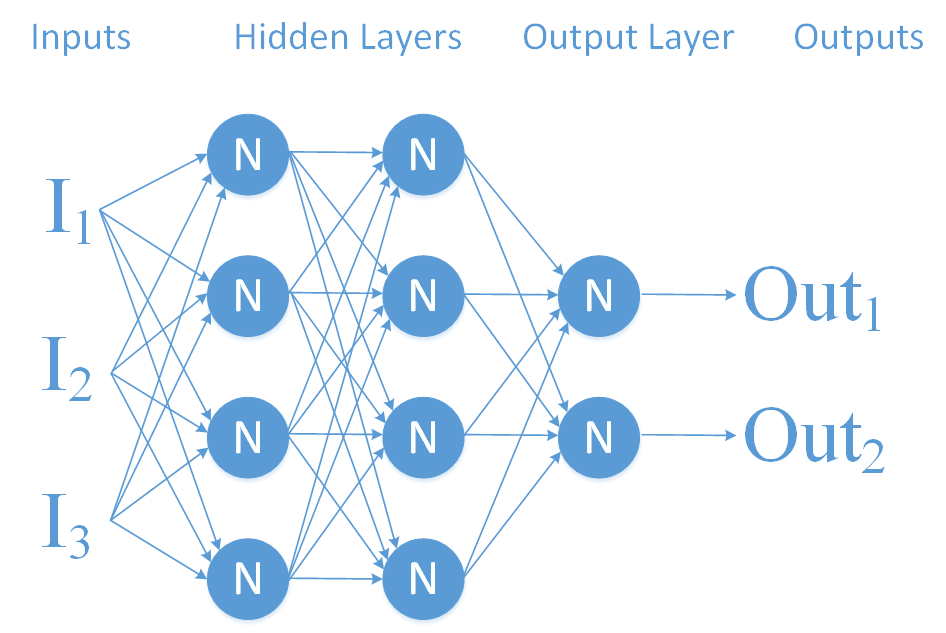 Inputs Hidden Layers Output Layer Outputs
N N
I₁
N N N Out₁
I₂
N N N Out₂
I₃
N N